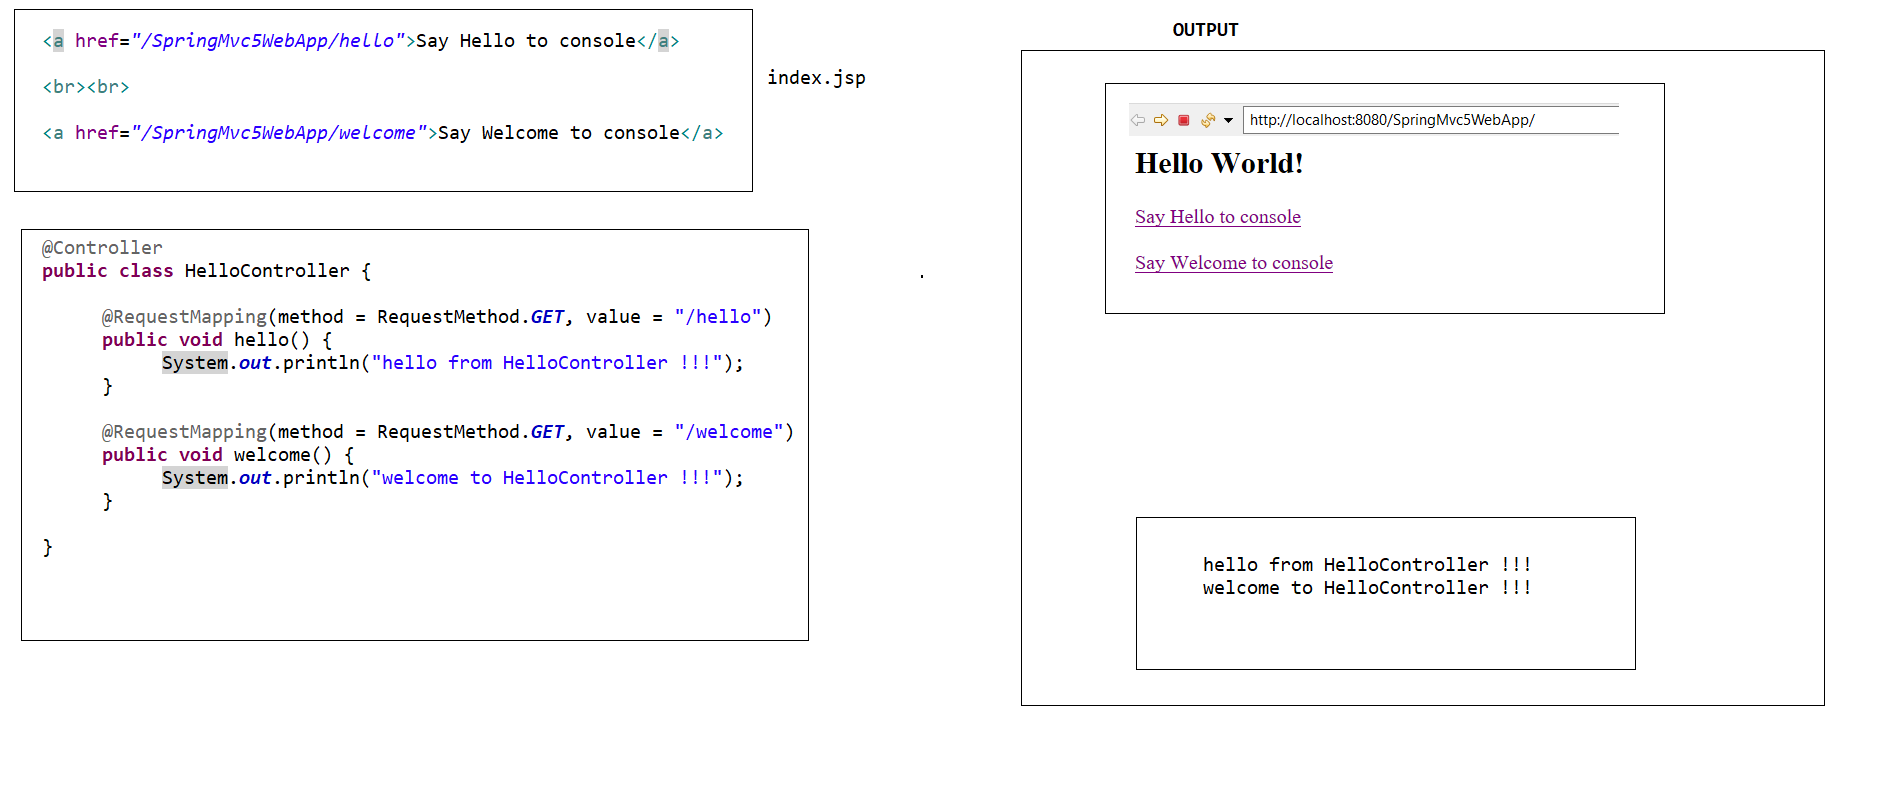 <a href="/SpringMvc5WebApp/hello">Say Hello to console</a>
<br><br>
<a href="/SpringMvc5WebApp/welcome">Say Welcome to console</a>
index.jsp
@Controller
public class HelloController {
@RequestMapping(method = RequestMethod.GET, value = "/hello")
public void hello() {
System.out.println("hello from HelloController !!!");
}
@RequestMapping(method = RequestMethod.GET, value = "/welcome")
public void welcome() {
System.out.println("welcome to HelloController !!!");
}
}
.
OUTPUT
http://localhost:8080/SpringMvc5WebApp/
Hello World!
Say Hello to console
Say Welcome to console
hello from HelloController !!!
welcome to HelloController !!!